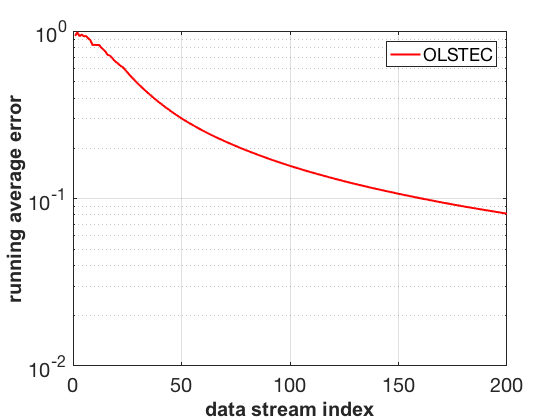 10^0
OLSTEC
10^-1
10^-2
running average error
0 50 100 150 200
data stream index